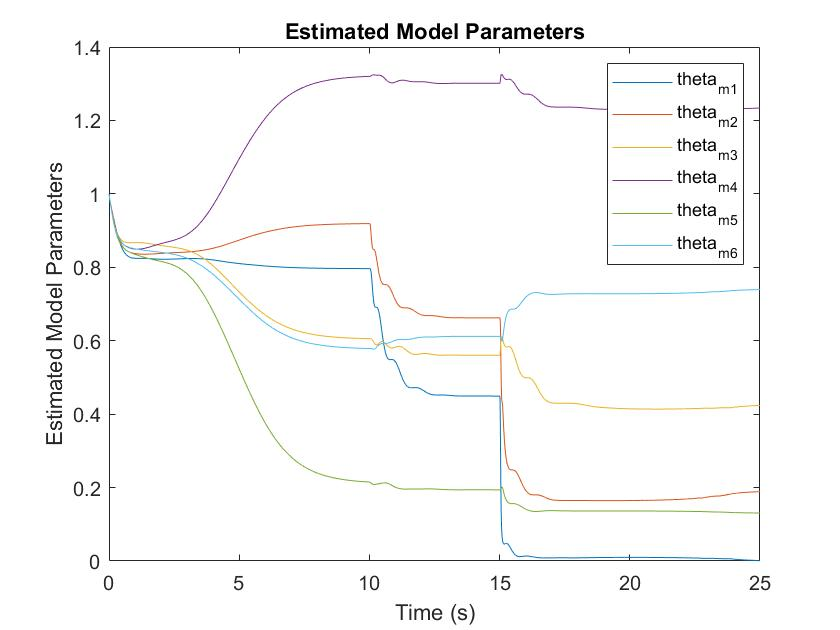 Estimated Model Parameters
Estimated Model Parameters
1.4
1.2
1
0.8
0.6
0.4
0.2
0
theta_m1
theta_m2
theta_m3
theta_m4
theta_m5
theta_m6
0 5 10 15 20 25
Time (s)